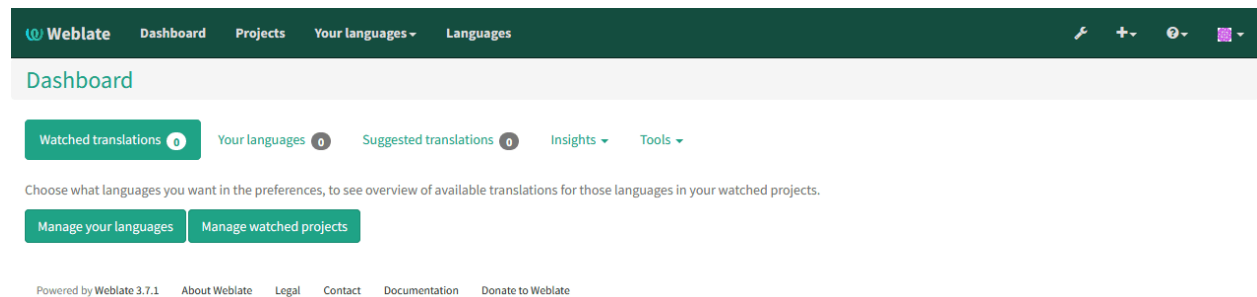 Weblate Dashboard Projects Your languages Languages
Dashboard
Watched translations 0 Your languages 0 Suggested translations 0 Insights Tools
Choose what languages you want in the preferences, to see overview of available translations for those languages in your watched projects.
Manage your languages Manage watched projects
Powered by Weblate 3.7.1 About Weblate Legal Contact Documentation Donate to Weblate